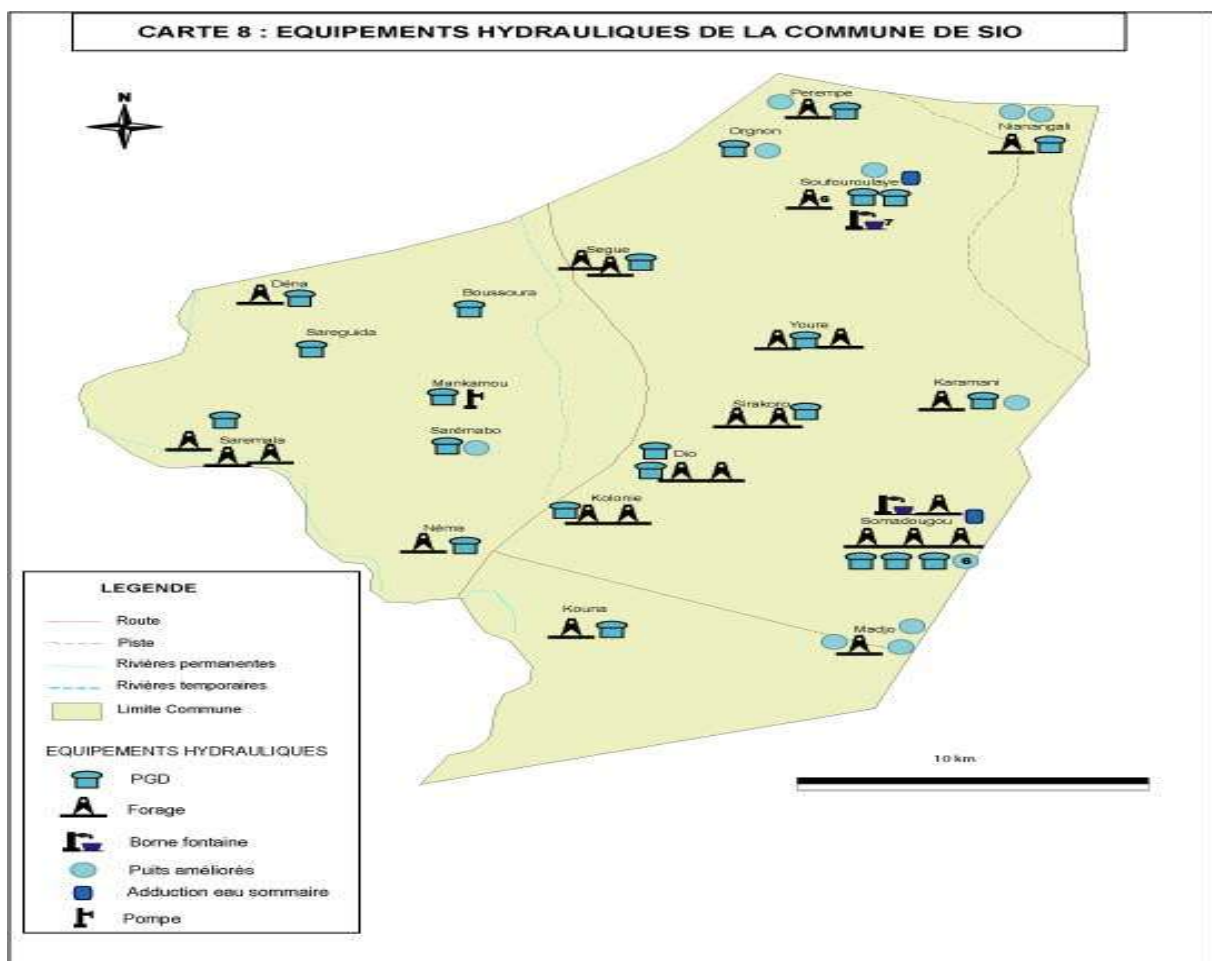 CARTE 8 : EQUIPEMENTS HYDRAULIQUES DE LA COMMUNE DE SIO
N
Perempe
Nianangali
Orgnon
Soufouroulaye
6
7
Segue
Déna
Boussoura
Sareguida
Youre
Mankamou
Karamani
Sirakoro
Saremala
Sarémabo
Dio
Kolonie
Somadougou
Néma
6
Kouna
Madjo
LEGENDE
Route
Piste
Rivières permanentes
Rivières temporaires
Limite Commune
EQUIPEMENTS HYDRAULIQUES
PGD
Forage
Borne fontaine
Puits améliorés
Adduction eau sommaire
Pompe
10 km